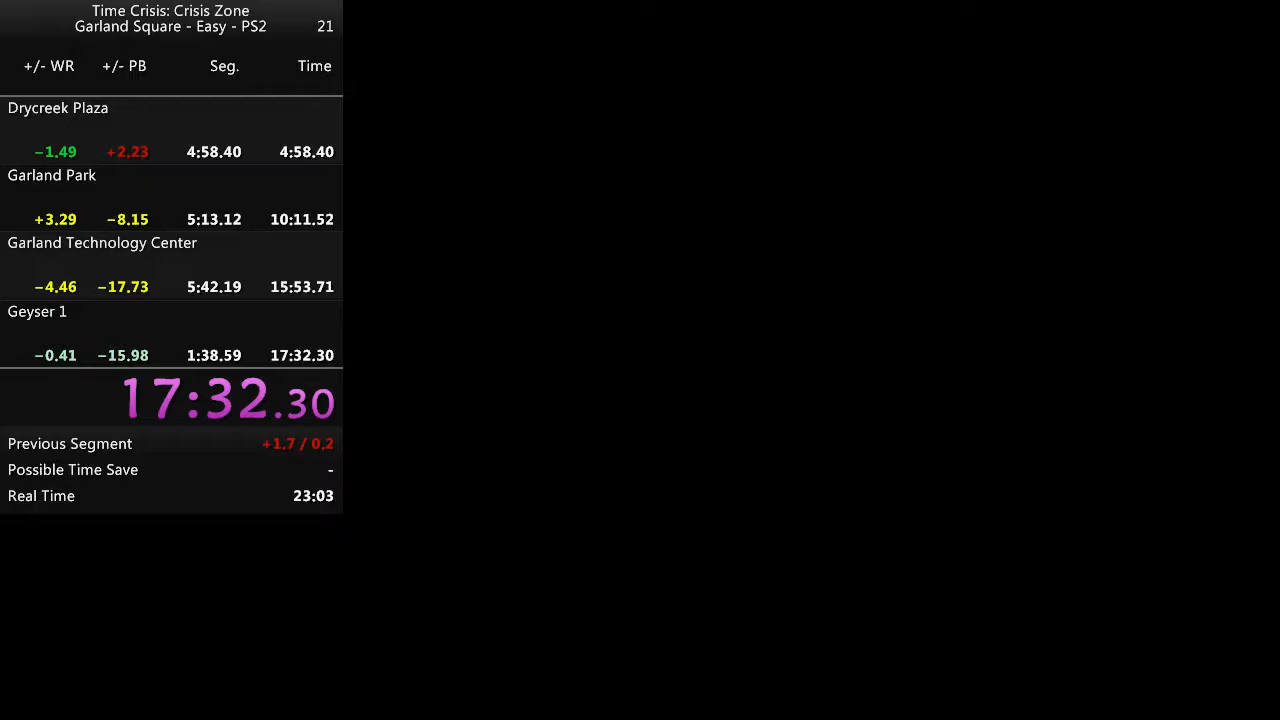 Time Crisis: Crisis Zone
Garland Square - Easy - PS2 21
+/- WR +/- PB Seg. Time
Drycreek Plaza
−1.49 +2.23 4:58.40 4:58.40
Garland Park
+3.29 −8.15 5:13.12 10:11.52
Garland Technology Center
−4.46 −17.73 5:42.19 15:53.71
Geyser 1
−0.41 −15.98 1:38.59 17:32.30
17:32.30
Previous Segment +1.7 / 0.2
Possible Time Save -
Real Time 23:03